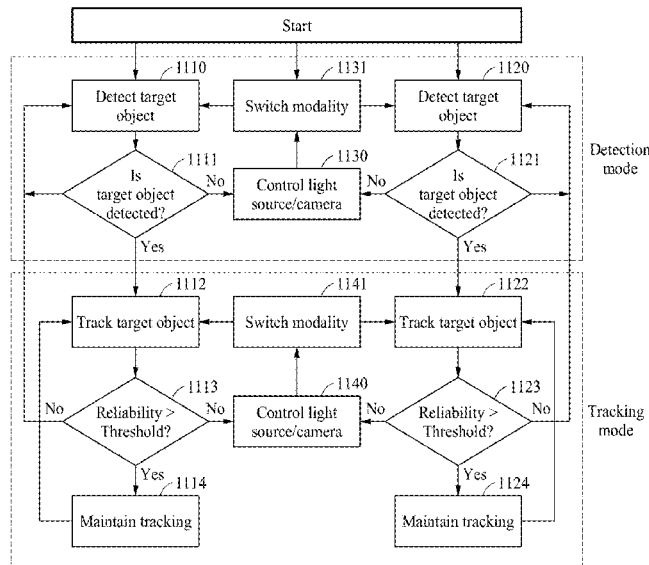 Start
1110
1131
1120
Detect target
object
Switch modality
Detect target
object
1111
1130
1121
Is
target object
detected?
No
Control light
source/camera
No
Is
target object
detected?
Detection
mode
Yes
Yes
1112
1141
1122
Track target object
Switch modality
Track target object
1113
1140
1123
No
Reliability >
Threshold?
No
Control light
source/camera
No
Reliability >
Threshold?
No
Tracking
mode
Yes
Yes
1114
1124
Maintain tracking
Maintain tracking